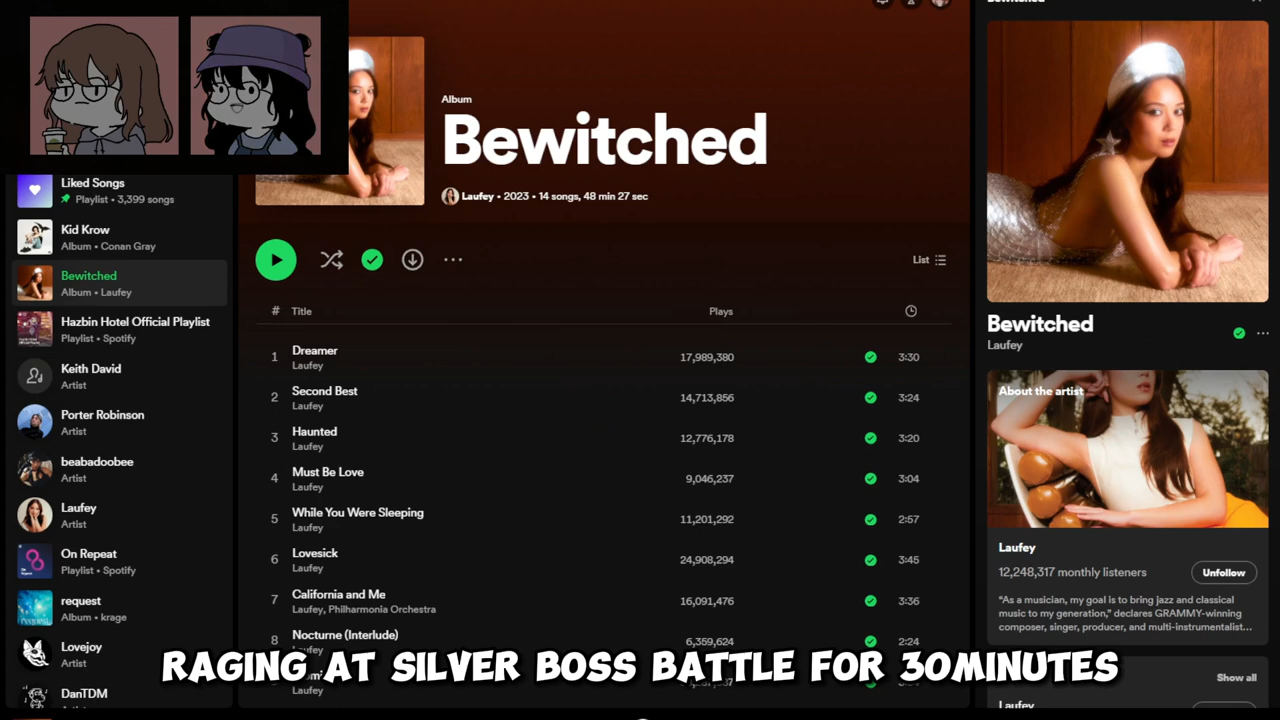 Liked Songs
Playlist • 3,399 songs
Kid Krow
Album • Conan Gray
Bewitched
Album • Laufey
Hazbin Hotel Official Playlist
Playlist • Spotify
Keith David
Artist
Porter Robinson
Artist
beabadoobee
Artist
Laufey
Artist
On Repeat
Playlist • Spotify
request
Album • krage
Lovejoy
Artist
DanTDM
Album
Bewitched
Laufey • 2023 • 14 songs, 48 min 27 sec
List
# Title Plays
1 Dreamer 17,989,380 3:30
Laufey
2 Second Best 14,713,856 3:24
Laufey
3 Haunted 12,776,178 3:20
Laufey
4 Must Be Love 9,046,237 3:04
Laufey
5 While You Were Sleeping 11,201,292 2:57
Laufey
6 Lovesick 24,908,294 3:45
Laufey
7 California and Me 16,091,476 3:36
Laufey, Philharmonia Orchestra
8 Nocturne (Interlude) 6,359,624 2:24
Laufey
Laufey
RAGING AT SILVER BOSS BATTLE FOR 30MINUTES
Bewitched
Bewitched
Laufey
About the artist
Laufey
12,248,317 monthly listeners Unfollow
“As a musician, my goal is to bring jazz and classical
music to my generation,” declares GRAMMY-winning
composer, singer, producer, and multi-instrumentalist...
Show all
Laufey